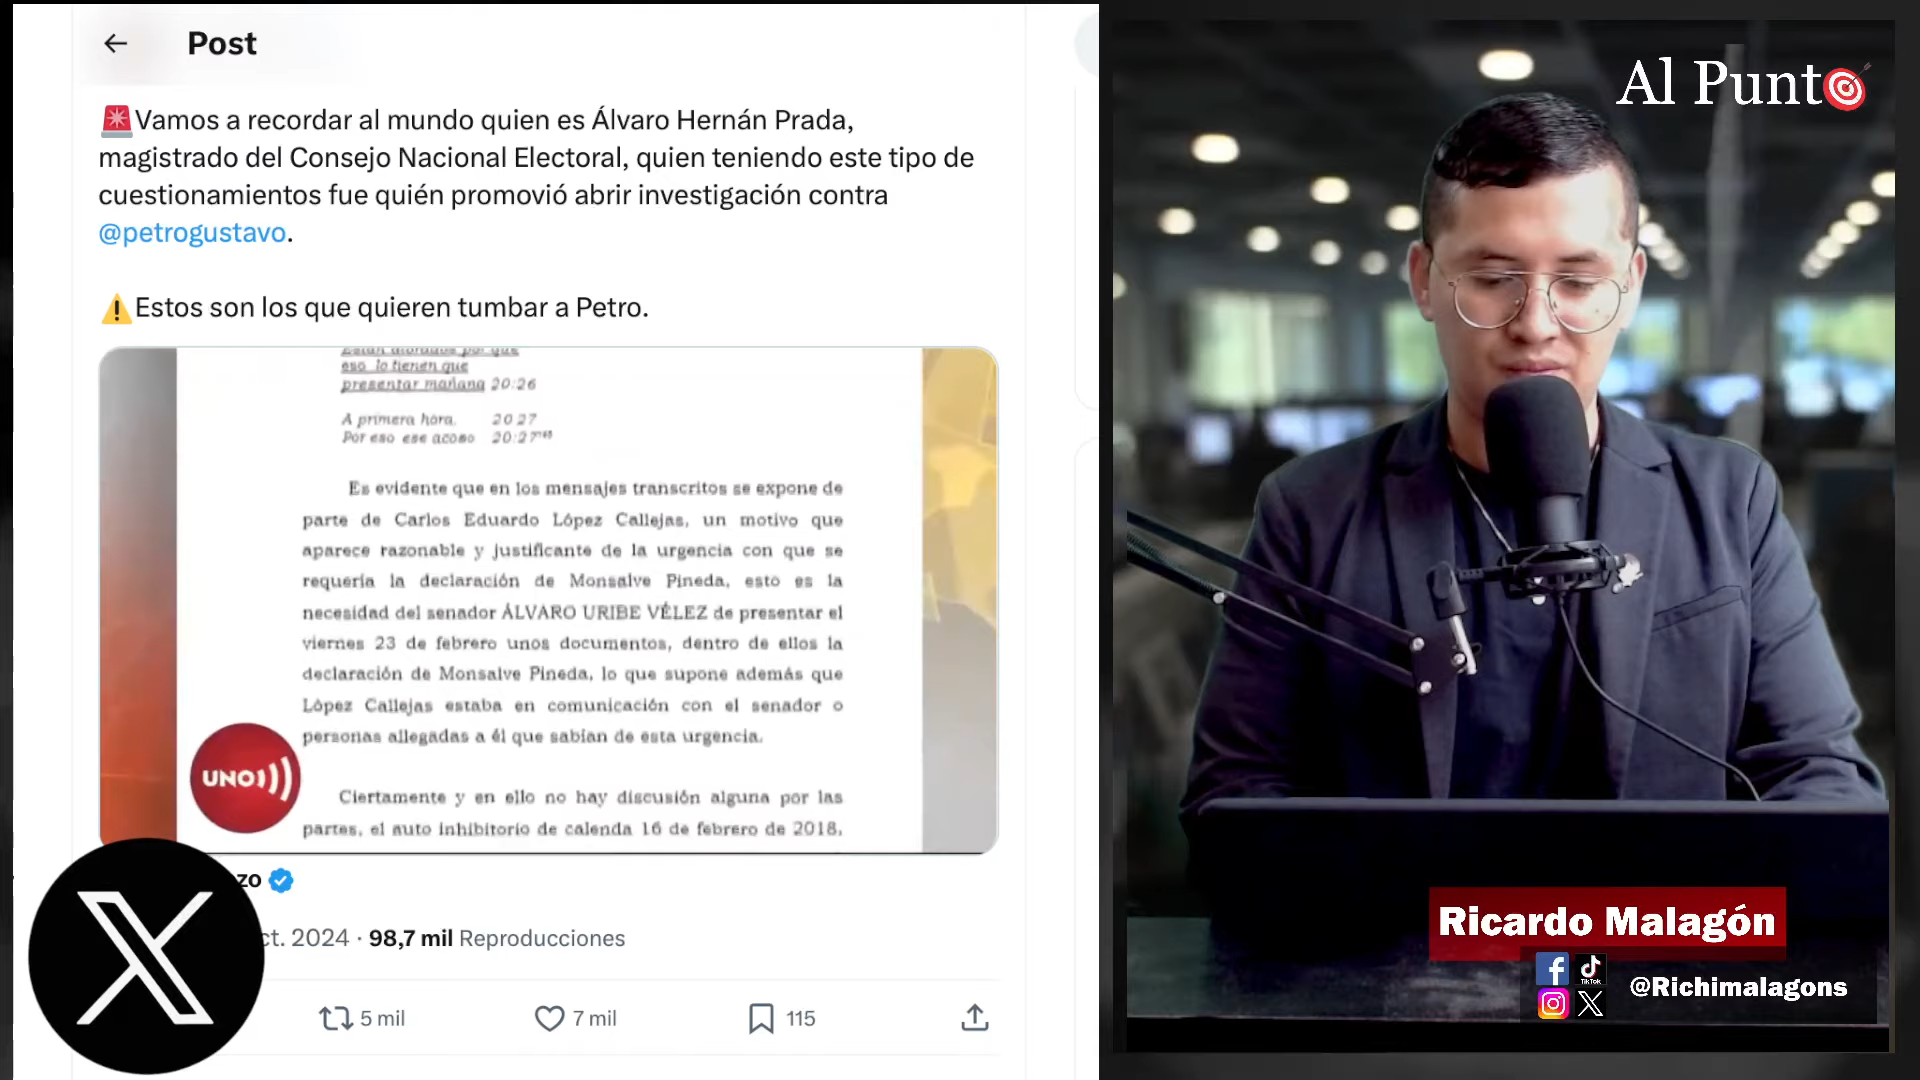 Post
Vamos a recordar al mundo quien es Álvaro Hernán Prada,
magistrado del Consejo Nacional Electoral, quien teniendo este tipo de
cuestionamientos fue quién promovió abrir investigación contra
@petrogustavo.
Estos son los que quieren tumbar a Petro.
Están alorados por que
eso lo tienen que
presentar mañana 20:26
A primera hora. 20 27
Por eso ese acoso 20:27
Es evidente que en los mensajes transcritos se expone de
parte de Carlos Eduardo López Callejas, un motivo que
aparece razonable y justificante de la urgencia con que se
requería la declaración de Monsalve Pineda, esto es la
necesidad del senador ÁLVARO URIBE VÉLEZ de presentar el
viernes 23 de febrero unos documentos, dentro de ellos la
declaración de Monsalve Pineda, lo que supone además que
López Callejas estaba en comunicación con el senador o
personas allegadas a él que sabían de esta urgencia.
Ciertamente y en ello no hay discusión alguna por las
partes, el auto inhibitorio de calenda 16 de febrero de 2018,
UNO
zo
ct. 2024 · 98,7 mil Reproducciones
5 mil 7 mil 115
Al Punto
Ricardo Malagón
TikTok
@Richimalagons